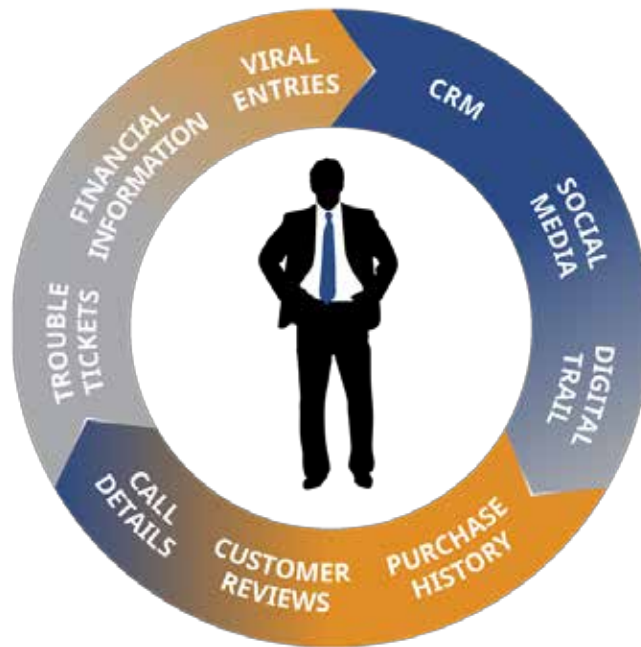 CRM
SOCIAL
MEDIA
DIGITAL
TRAIL
PURCHASE
HISTORY
CUSTOMER
REVIEWS
CALL
DETAILS
TROUBLE
TICKETS
FINANCIAL
INFORMATION
VIRAL
ENTRIES